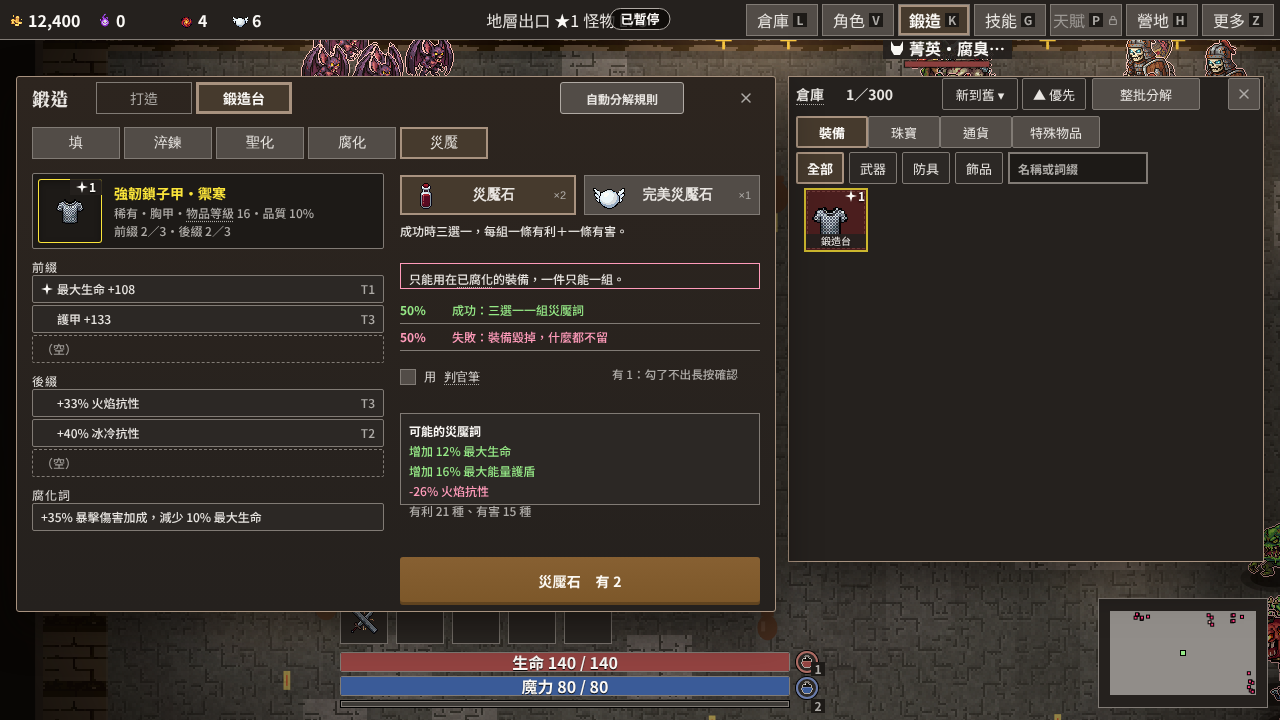 12,400 0 4 6
地層出口 ★1 怪物 已暫停
倉庫 L 角色 V 鍛造 K 技能 G 天賦 P 營地 H 更多 Z
菁英・腐臭…
鍛造 打造 鍛造台 自動分解規則 ×
填 淬鍊 聖化 腐化 災魘
1
強韌鎖子甲・禦寒
稀有・胸甲・物品等級 16・品質 10%
前綴 2／3・後綴 2／3
前綴
最大生命 +108 T1
護甲 +133 T3
（空）
後綴
+33% 火焰抗性 T3
+40% 冰冷抗性 T2
（空）
腐化詞
+35% 暴擊傷害加成，減少 10% 最大生命
災魘石 ×2 完美災魘石 ×1
成功時三選一，每組一條有利＋一條有害。
只能用在已腐化的裝備，一件只能一組。
50% 成功：三選一一組災魘詞
50% 失敗：裝備毀掉，什麼都不留
用 判官筆 有 1：勾了不出長按確認
可能的災魘詞
增加 12% 最大生命
增加 16% 最大能量護盾
-26% 火焰抗性
有利 21 種、有害 15 種
災魘石 有 2
倉庫 1／300 新到舊 ▾ ▲優先 整批分解 ×
裝備 珠寶 通貨 特殊物品
全部 武器 防具 飾品 名稱或詞綴
1
鍛造台
生命 140 / 140 1
魔力 80 / 80
2